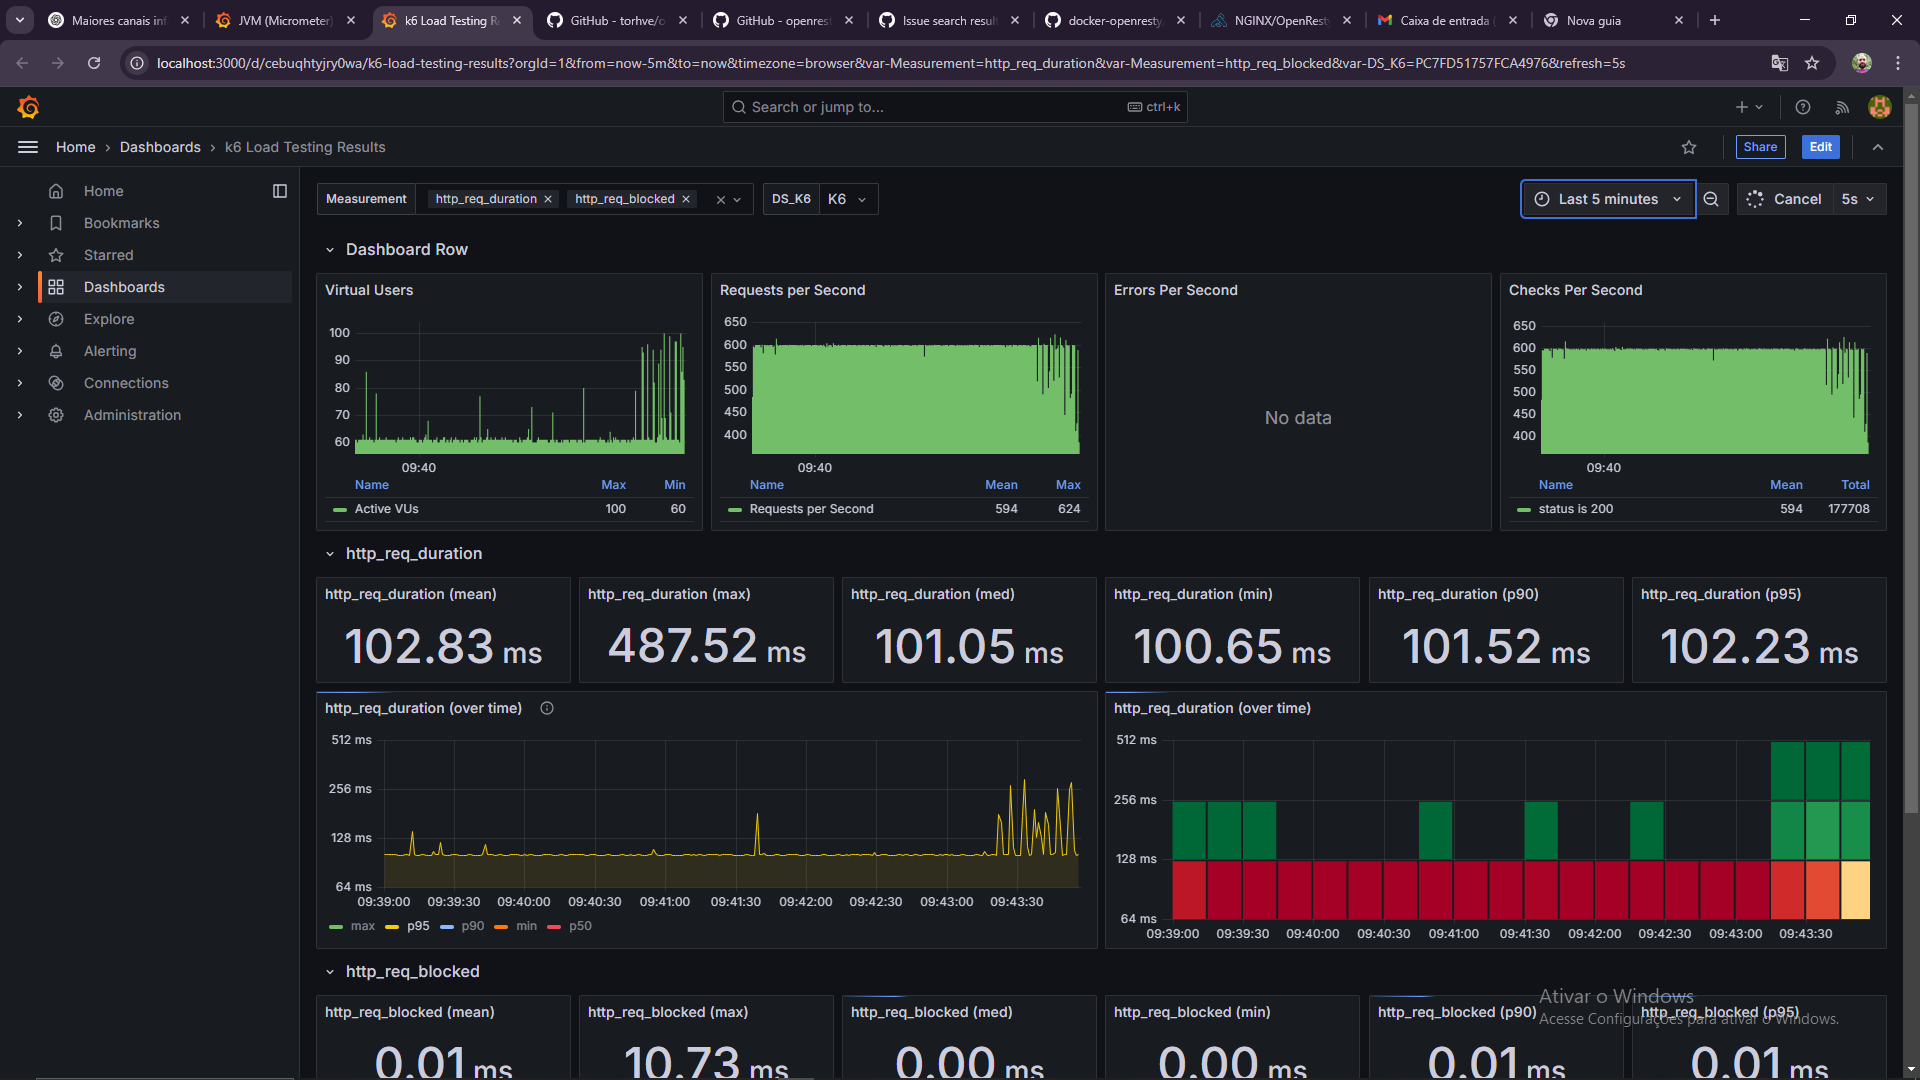 Maiores canais inf
JVM (Micrometer)
k6 Load Testing R
GitHub - torhve/o
GitHub - openrest
Issue search result
docker-openresty
NGINX/OpenRest
Caixa de entrada
Nova guia
localhost:3000/d/cebuqhtyjry0wa/k6-load-testing-results?orgId=1&from=now-5m&to=now&timezone=browser&var-Measurement=http_req_duration&var-Measurement=http_req_blocked&var-DS_K6=PC7FD51757FCA4976&refresh=5s
Search or jump to...
ctrl+k
Home
Dashboards
k6 Load Testing Results
Share
Edit
Home
Bookmarks
Starred
Dashboards
Explore
Alerting
Connections
Administration
Measurement
http_req_duration
http_req_blocked
DS_K6
K6
Last 5 minutes
Cancel
5s
Dashboard Row
Virtual Users
100
90
80
70
60
09:40
Name Max Min
Active VUs 100 60
Requests per Second
650
600
550
500
450
400
09:40
Name Mean Max
Requests per Second 594 624
Errors Per Second
No data
Checks Per Second
650
600
550
500
450
400
09:40
Name Mean Total
status is 200 594 177708
http_req_duration
http_req_duration (mean)
102.83 ms
http_req_duration (max)
487.52 ms
http_req_duration (med)
101.05 ms
http_req_duration (min)
100.65 ms
http_req_duration (p90)
101.52 ms
http_req_duration (p95)
102.23 ms
http_req_duration (over time)
512 ms
256 ms
128 ms
64 ms
09:39:00 09:39:30 09:40:00 09:40:30 09:41:00 09:41:30 09:42:00 09:42:30 09:43:00 09:43:30
max p95 p90 min p50
http_req_duration (over time)
512 ms
256 ms
128 ms
64 ms
09:39:00 09:39:30 09:40:00 09:40:30 09:41:00 09:41:30 09:42:00 09:42:30 09:43:00 09:43:30
http_req_blocked
http_req_blocked (mean)
0.01 ms
http_req_blocked (max)
10.73 ms
http_req_blocked (med)
0.00 ms
http_req_blocked (min)
0.00 ms
http_req_blocked (p90)
0.01 ms
http_req_blocked (p95)
0.01 ms
Ativar o Windows
Acesse Configurações para ativar o Windows.